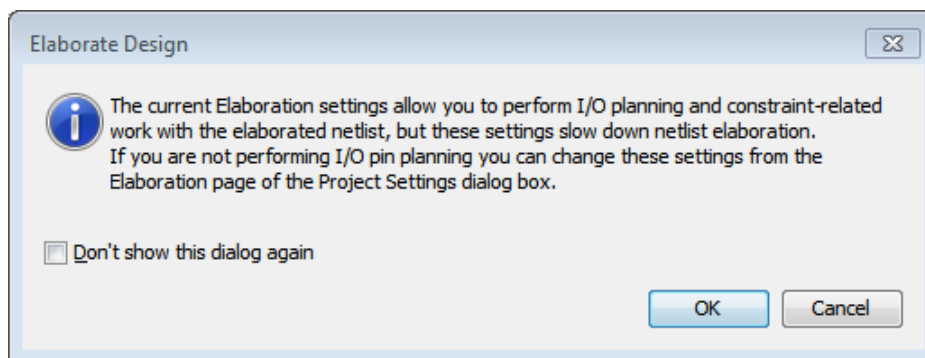 Elaborate Design
The current Elaboration settings allow you to perform I/O planning and constraint-related
work with the elaborated netlist, but these settings slow down netlist elaboration.
If you are not performing I/O pin planning you can change these settings from the
Elaboration page of the Project Settings dialog box.
Don't show this dialog again
OK
Cancel